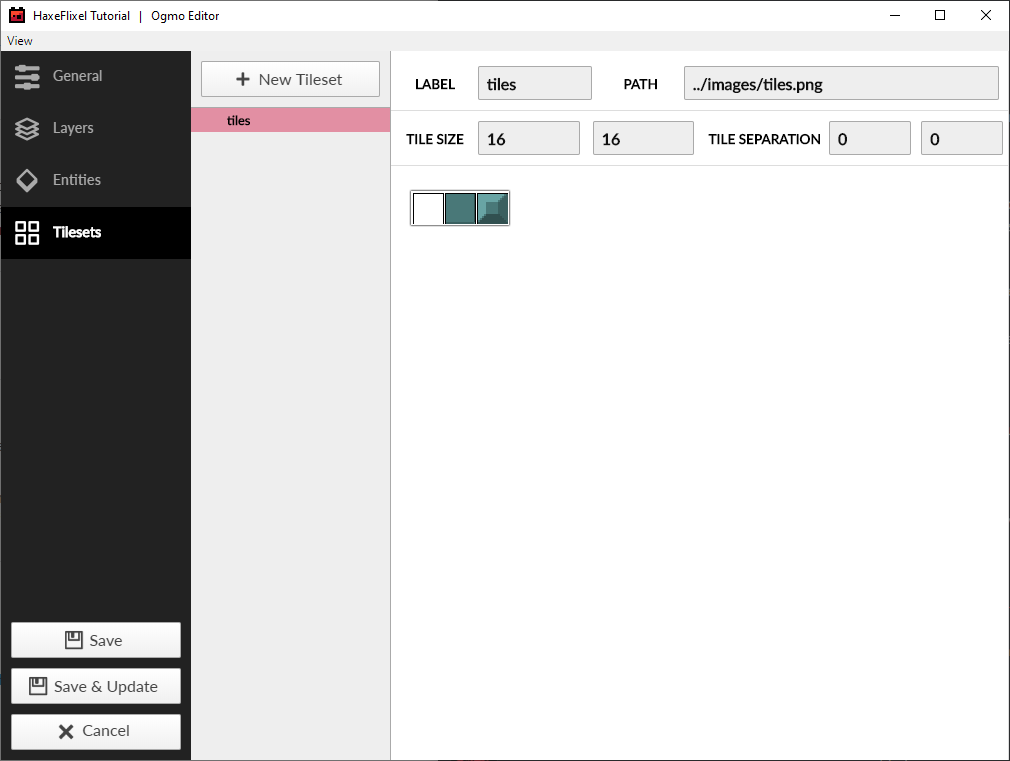 HaxeFlixel Tutorial | Ogmo Editor
View
General
Layers
Entities
Tilesets
Save
Save & Update
Cancel
New Tileset
tiles
LABEL tiles PATH ../images/tiles.png
TILE SIZE 16 16 TILE SEPARATION 0 0